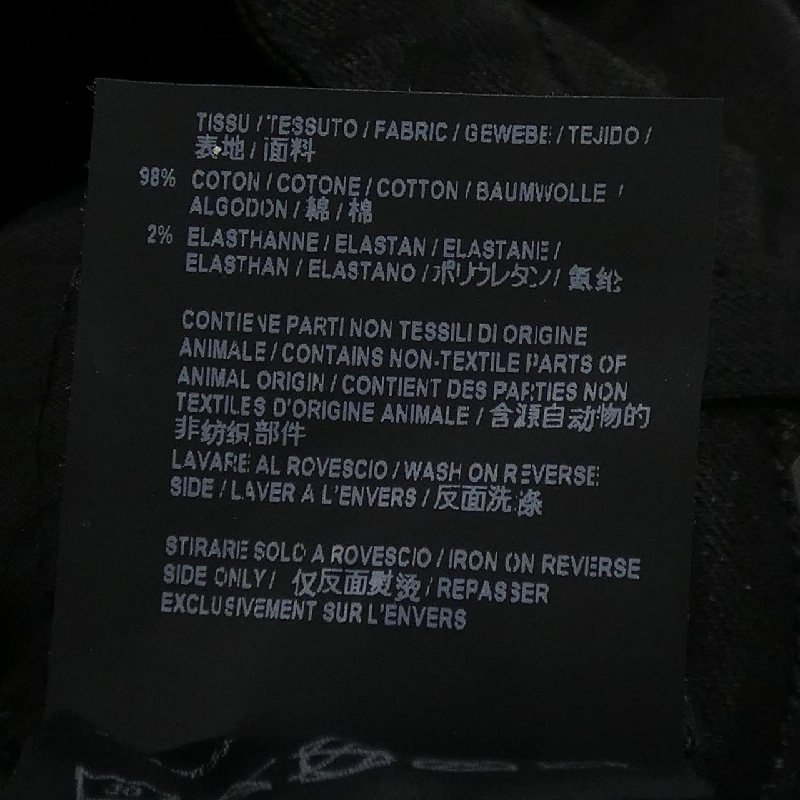 TISSU / TESSUTO / FABRIC / GEWEBE / TEJIDO /
表地 / 面料
98% COTON / COTONE / COTTON / BAUMWOLLE /
ALGODON / 綿 / 棉
2% ELASTHANNE / ELASTAN / ELASTANE /
ELASTHAN / ELASTANO / ポリウレタン / 氨纶
CONTIENE PARTI NON TESSILI DI ORIGINE
ANIMALE / CONTAINS NON-TEXTILE PARTS OF
ANIMAL ORIGIN / CONTIENT DES PARTIES NON
TEXTILES D'ORIGINE ANIMALE / 含源自动物的
非纺织部件
LAVARE AL ROVESCIO / WASH ON REVERSE
SIDE / LAVER A L'ENVERS / 反面洗涤
STIRARE SOLO A ROVESCIO / IRON ON REVERSE
SIDE ONLY / 仅反面熨烫 / REPASSER
EXCLUSIVEMENT SUR L'ENVERS
30